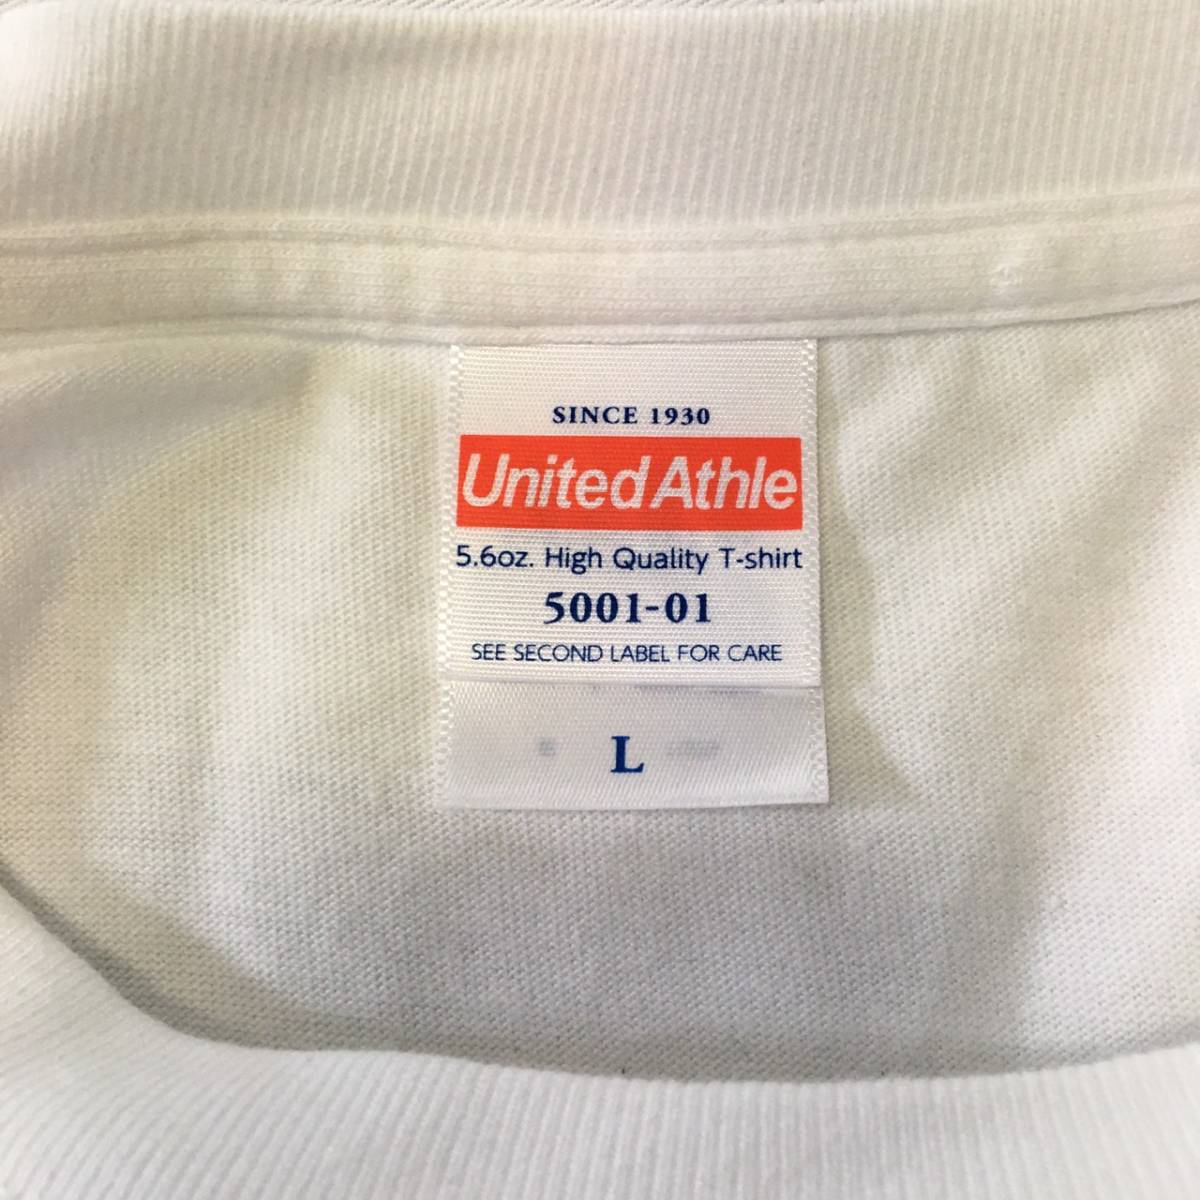 SINCE 1930
United Athle
5.6oz. High Quality T-shirt
5001-01
SEE SECOND LABEL FOR CARE
L